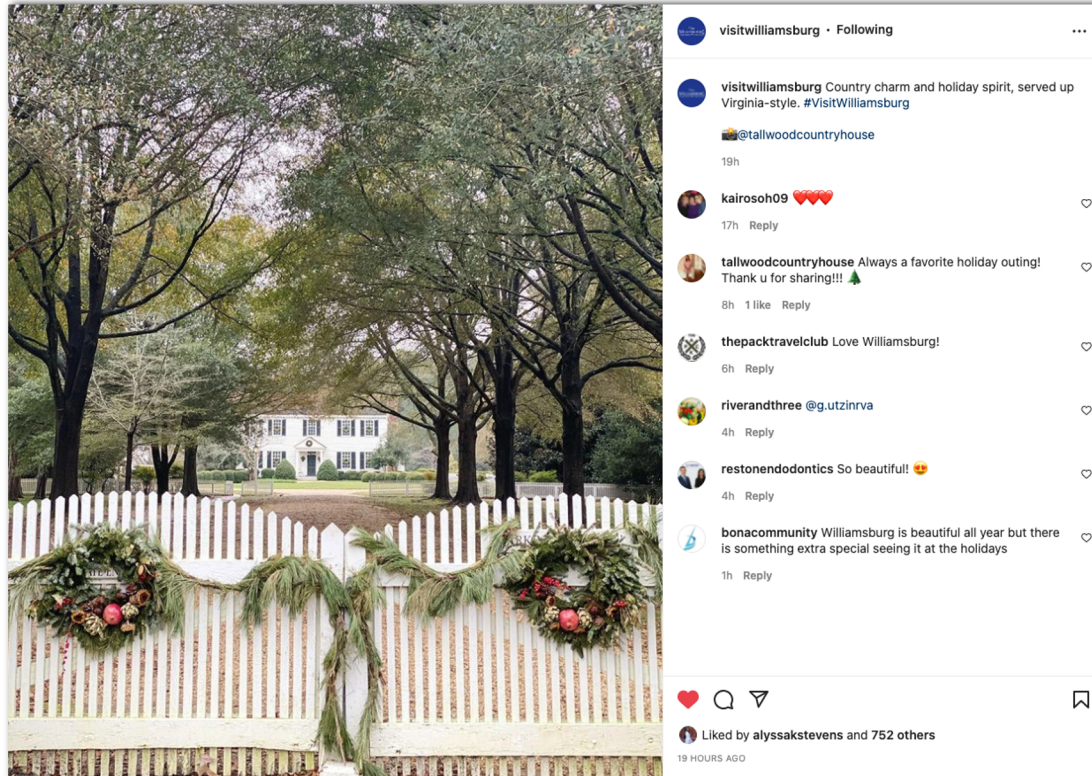 visitwilliamsburg • Following
visitwilliamsburg Country charm and holiday spirit, served up
Virginia-style. #VisitWilliamsburg
📸@tallwoodcountryhouse
19h
kairosoh09 ❤️❤️❤️
17h Reply
tallwoodcountryhouse Always a favorite holiday outing!
Thank u for sharing!!! 🌲
8h 1 like Reply
thepacktravelclub Love Williamsburg!
6h Reply
riverandthree @g.utzinrva
4h Reply
restonendodontics So beautiful! 😍
4h Reply
bonacommunity Williamsburg is beautiful all year but there
is something extra special seeing it at the holidays
1h Reply
Liked by alyssakstevens and 752 others
19 HOURS AGO